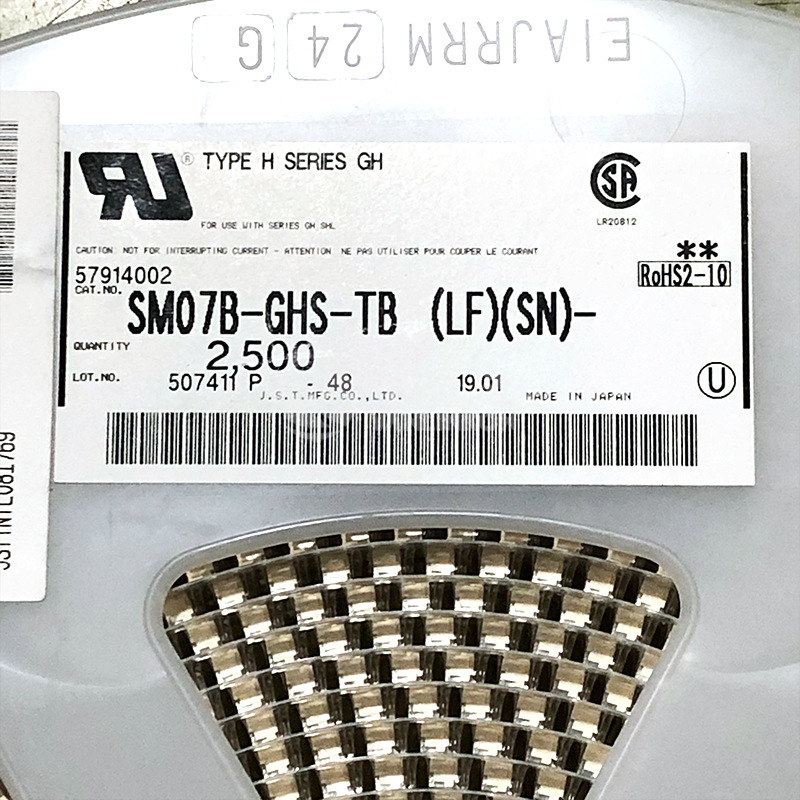 EIAJRRM 24 G
® TYPE H SERIES GH
FOR USE WITH SERIES GH SHL
LR20812
CAUTION: NOT FOR INTERRUPTING CURRENT - ATTENTION: NE PAS UTILISER POUR COUPER LE COURANT
**
57914002
RoHS2-10
CAT.NO. SM07B-GHS-TB (LF)(SN)-
QUANTITY 2,500
LOT.NO. 507411 P - 48 19.01
J.S.T.MFG.CO.,LTD. MADE IN JAPAN
U